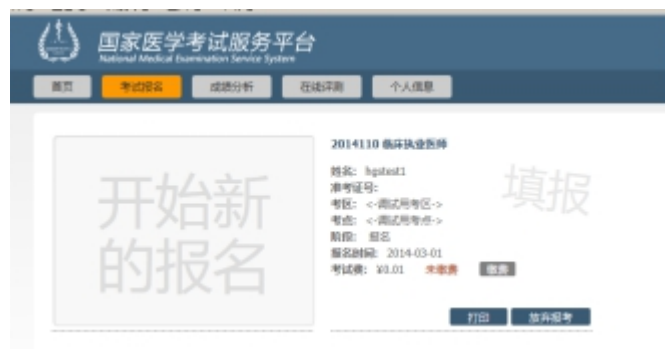 国家医学考试服务平台
National Medical Examination Service System
首页 考试报名 成绩分析 在线评测 个人信息
开始新
的报名
2014110 临床执业医师
填报
姓名: hgstest1
准考证号:
考区: <-调试用考区->
考点: <-调试用考点->
阶段: 报名
报名时间: 2014-03-01
考试费: ¥0.01 未缴费 缴费
打印 放弃报考